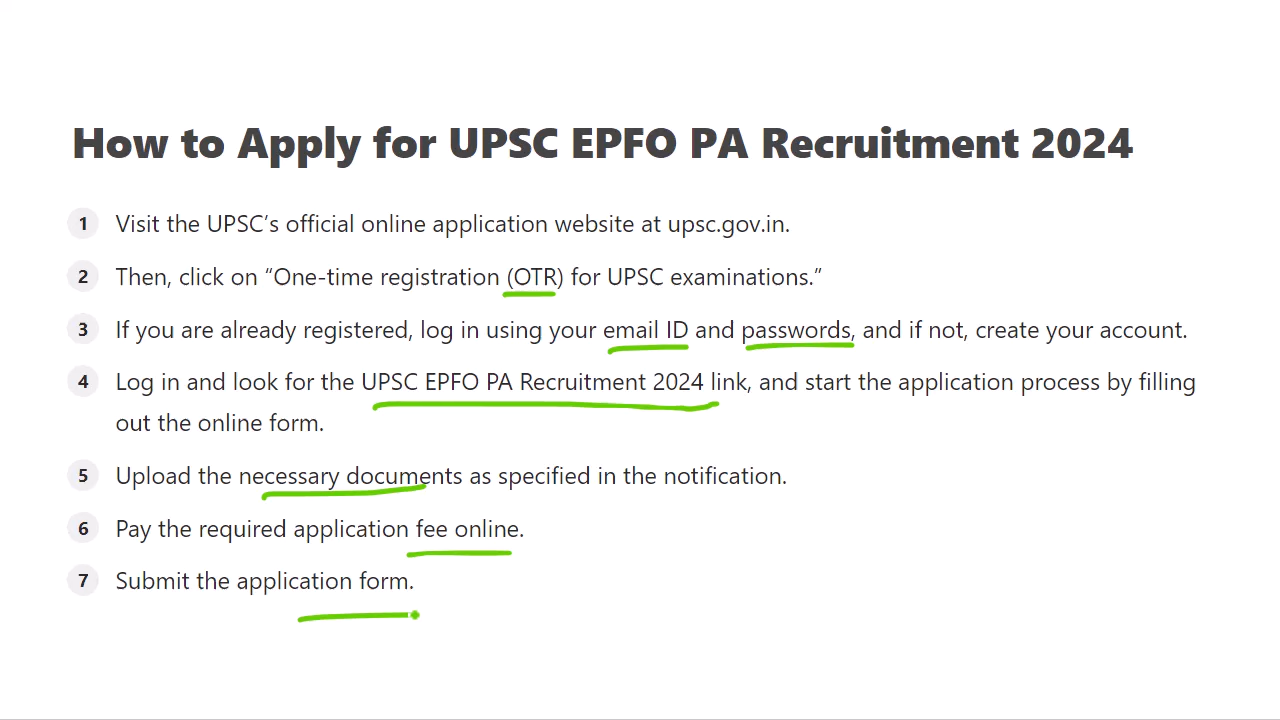 How to Apply for UPSC EPFO PA Recruitment 2024
1 Visit the UPSC’s official online application website at upsc.gov.in.
2 Then, click on “One-time registration (OTR) for UPSC examinations.”
3 If you are already registered, log in using your email ID and passwords, and if not, create your account.
4 Log in and look for the UPSC EPFO PA Recruitment 2024 link, and start the application process by filling
out the online form.
5 Upload the necessary documents as specified in the notification.
6 Pay the required application fee online.
7 Submit the application form.